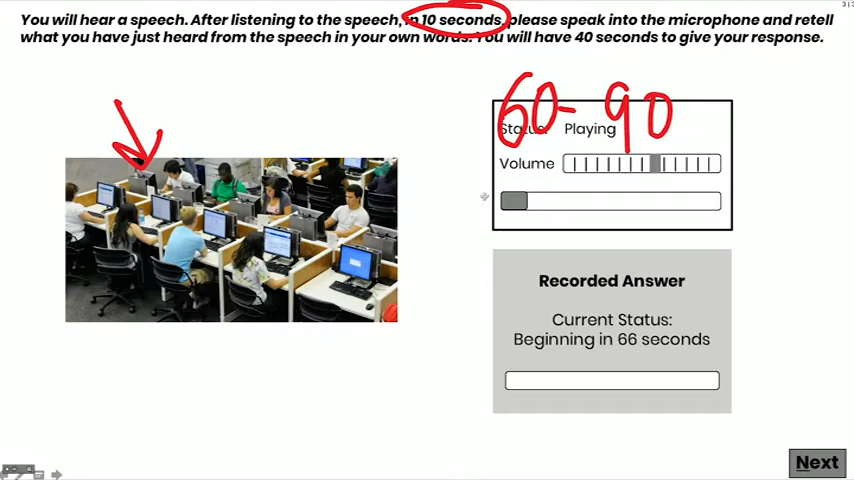 You will hear a speech. After listening to the speech, in 10 seconds, please speak into the microphone and retell
what you have just heard from the speech in your own words. You will have 40 seconds to give your response.
60-90
Status: Playing
Volume
Recorded Answer
Current Status:
Beginning in 66 seconds
Next